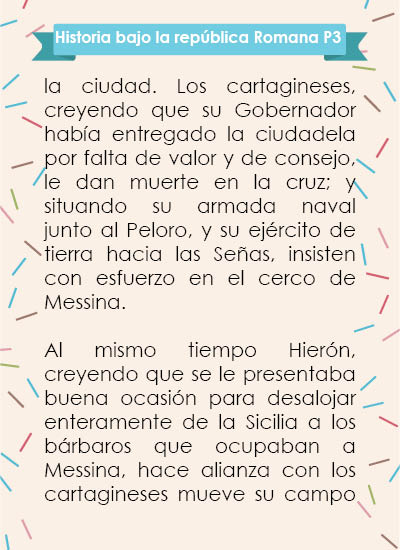 Historia bajo la república Romana P3
la ciudad. Los cartagineses,
creyendo que su Gobernador
había entregado la ciudadela
por falta de valor y de consejo,
le dan muerte en la cruz; y
situando su armada naval
junto al Peloro, y su ejército de
tierra hacia las Señas, insisten
con esfuerzo en el cerco de
Messina.
Al mismo tiempo Hierón,
creyendo que se le presentaba
buena ocasión para desalojar
enteramente de la Sicilia a los
bárbaros que ocupaban a
Messina, hace alianza con los
cartagineses mueve su campo